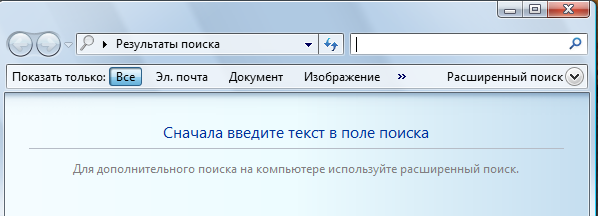 Результаты поиска
Показать только: Все Эл. почта Документ Изображение » Расширенный поиск
Сначала введите текст в поле поиска
Для дополнительного поиска на компьютере используйте расширенный поиск.